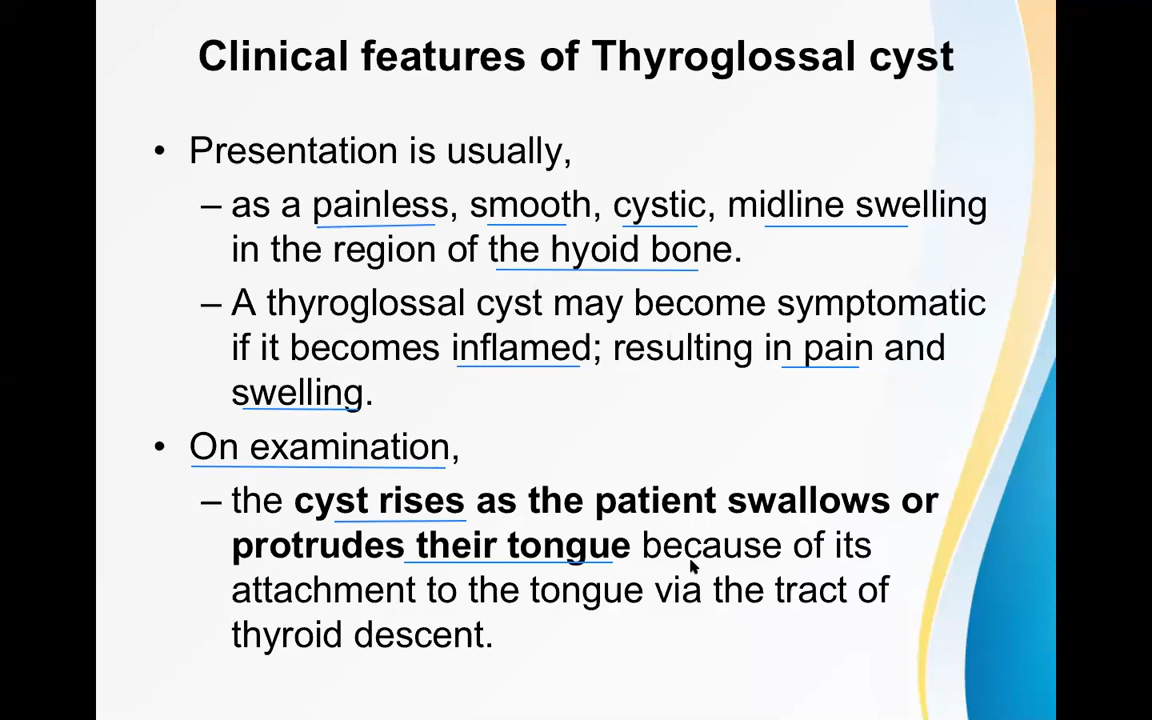 Clinical features of Thyroglossal cyst
• Presentation is usually,
– as a painless, smooth, cystic, midline swelling
in the region of the hyoid bone.
– A thyroglossal cyst may become symptomatic
if it becomes inflamed; resulting in pain and
swelling.
• On examination,
– the cyst rises as the patient swallows or
protrudes their tongue because of its
attachment to the tongue via the tract of
thyroid descent.